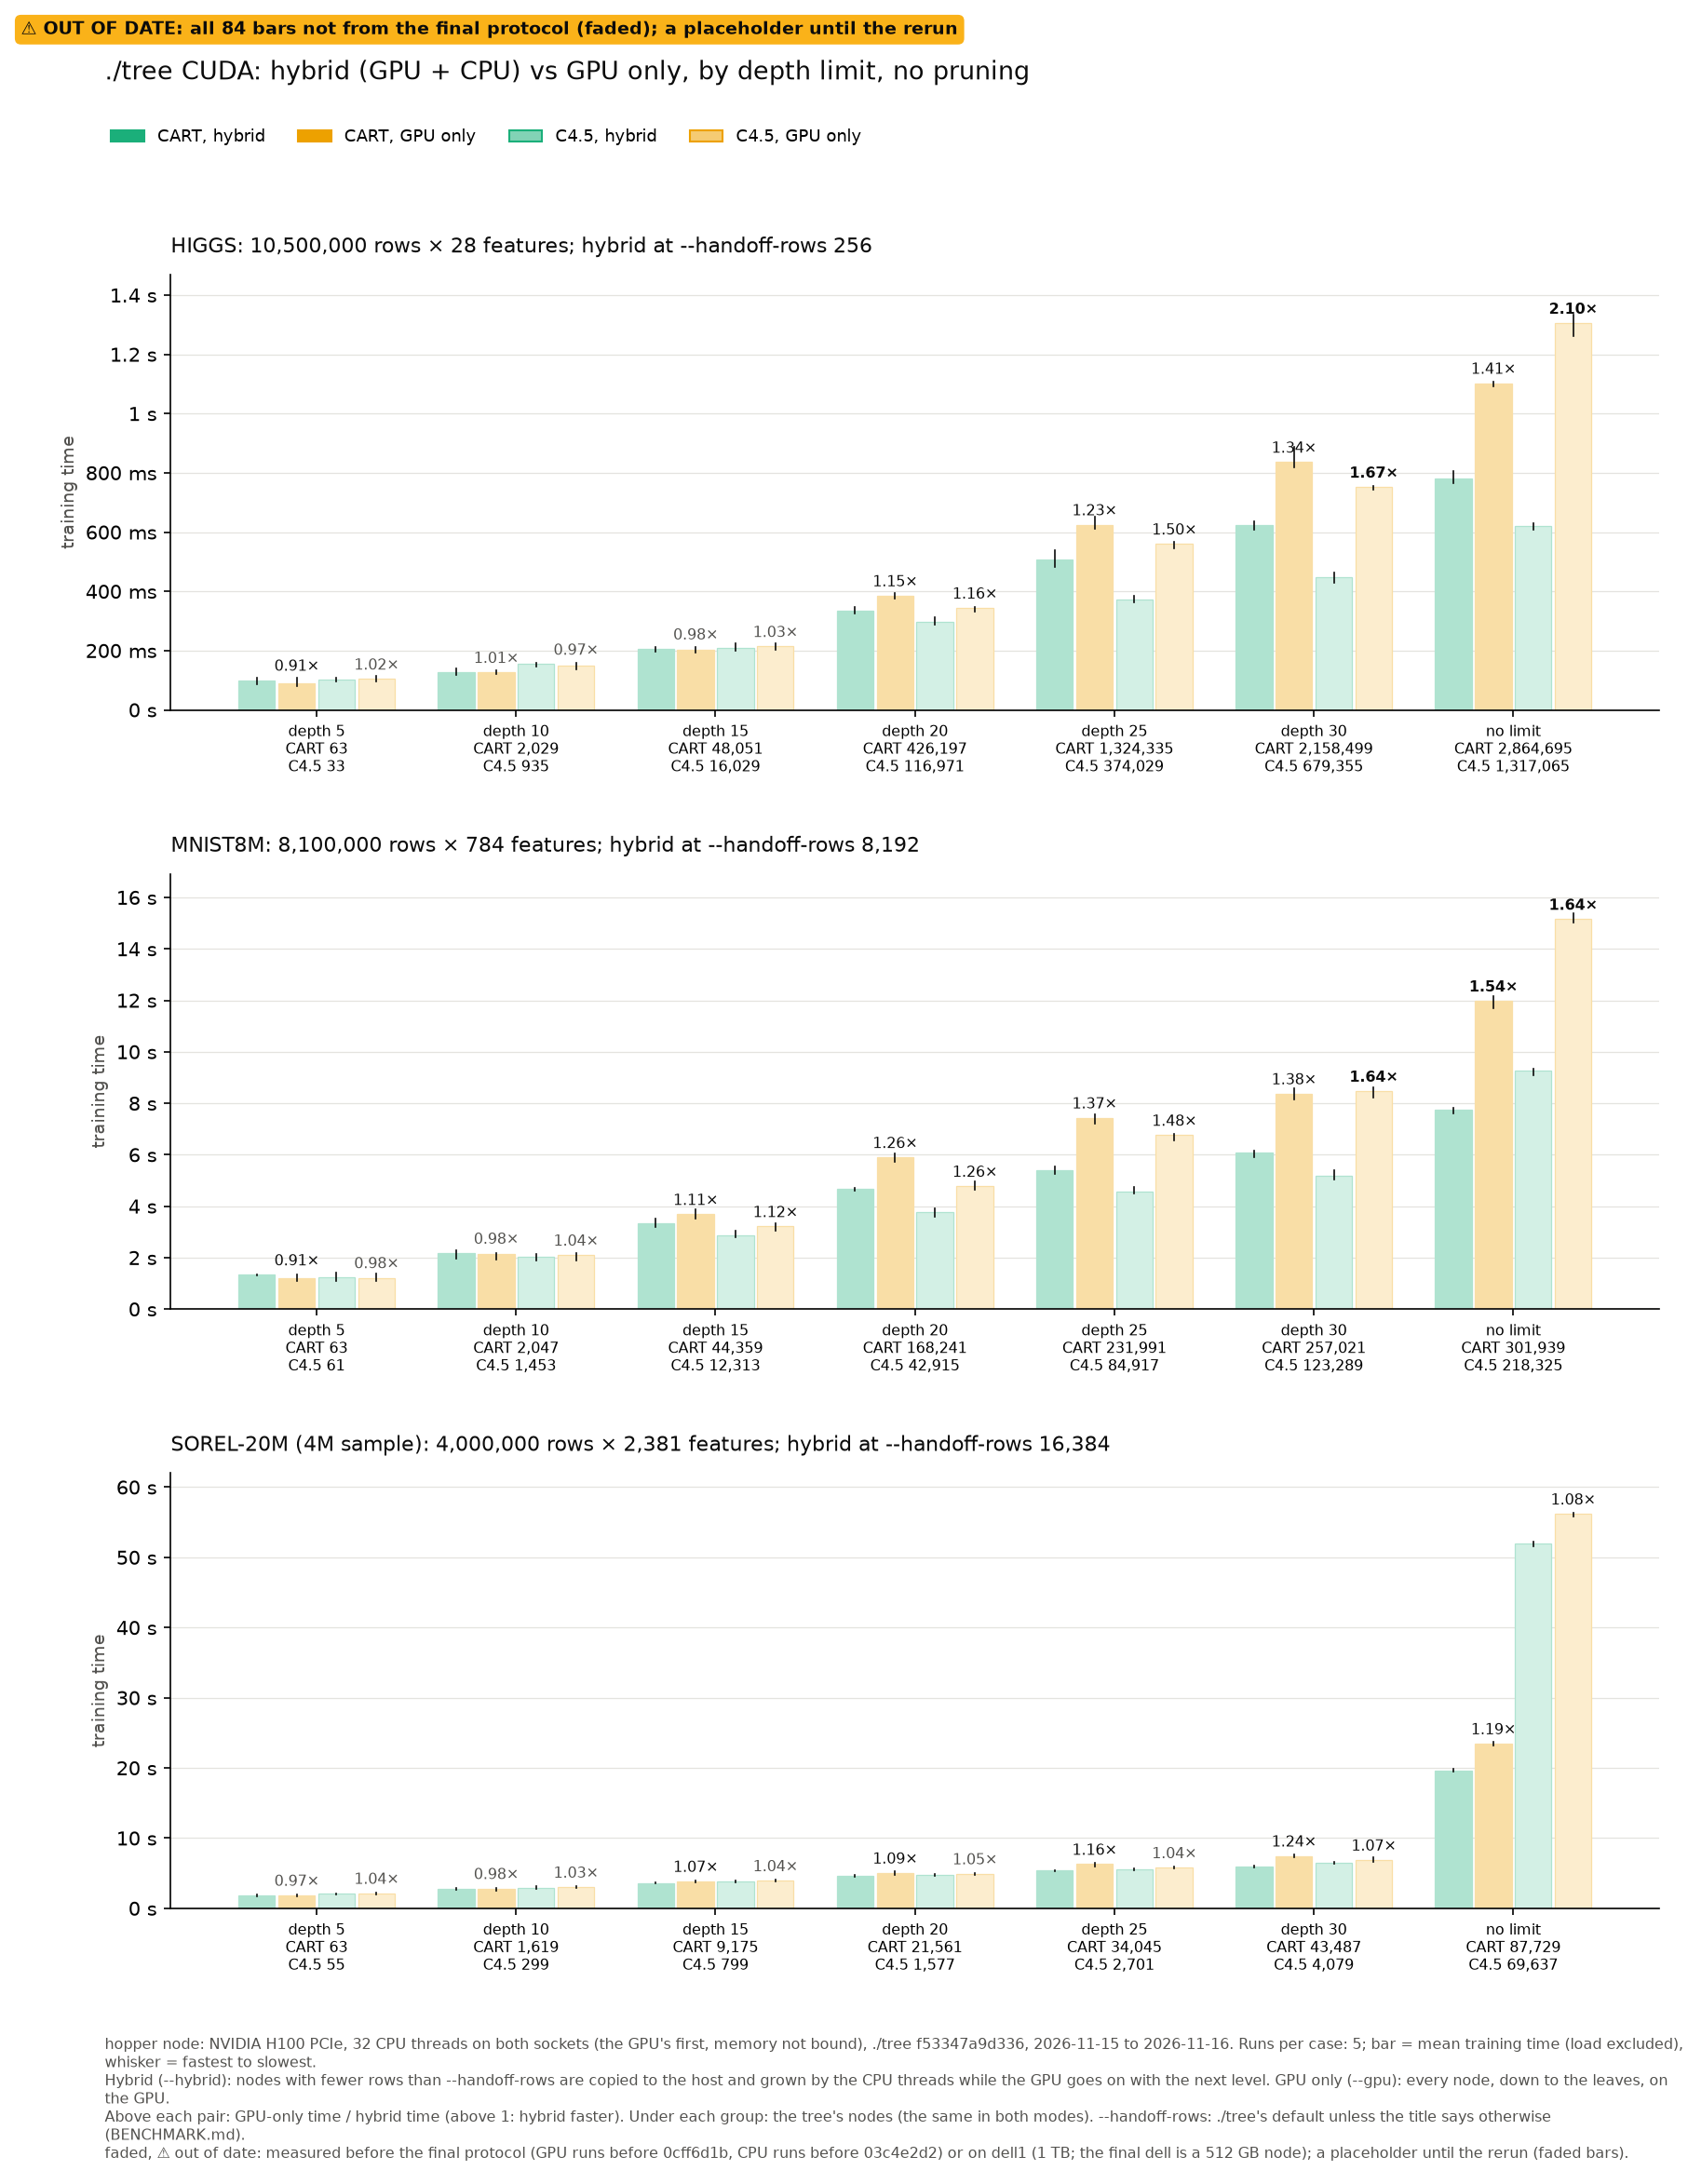 ⚠ OUT OF DATE: all 84 bars not from the final protocol (faded); a placeholder until the rerun
./tree CUDA: hybrid (GPU + CPU) vs GPU only, by depth limit, no pruning
CART, hybrid CART, GPU only C4.5, hybrid C4.5, GPU only
HIGGS: 10,500,000 rows × 28 features; hybrid at --handoff-rows 256
training time
1.4 s
1.2 s
1 s
800 ms
600 ms
400 ms
200 ms
0 s
0.91× 1.02× 1.01× 0.97× 0.98× 1.03× 1.15× 1.16× 1.23× 1.50× 1.34× 1.67× 1.41× 2.10×
depth 5 depth 10 depth 15 depth 20 depth 25 depth 30 no limit
CART 63 CART 2,029 CART 48,051 CART 426,197 CART 1,324,335 CART 2,158,499 CART 2,864,695
C4.5 33 C4.5 935 C4.5 16,029 C4.5 116,971 C4.5 374,029 C4.5 679,355 C4.5 1,317,065
MNIST8M: 8,100,000 rows × 784 features; hybrid at --handoff-rows 8,192
training time
16 s
14 s
12 s
10 s
8 s
6 s
4 s
2 s
0 s
0.91× 0.98× 0.98× 1.04× 1.11× 1.12× 1.26× 1.26× 1.37× 1.48× 1.38× 1.64× 1.54× 1.64×
depth 5 depth 10 depth 15 depth 20 depth 25 depth 30 no limit
CART 63 CART 2,047 CART 44,359 CART 168,241 CART 231,991 CART 257,021 CART 301,939
C4.5 61 C4.5 1,453 C4.5 12,313 C4.5 42,915 C4.5 84,917 C4.5 123,289 C4.5 218,325
SOREL-20M (4M sample): 4,000,000 rows × 2,381 features; hybrid at --handoff-rows 16,384
training time
60 s
50 s
40 s
30 s
20 s
10 s
0 s
0.97× 1.04× 0.98× 1.03× 1.07× 1.04× 1.09× 1.05× 1.16× 1.04× 1.24× 1.07× 1.19× 1.08×
depth 5 depth 10 depth 15 depth 20 depth 25 depth 30 no limit
CART 63 CART 1,619 CART 9,175 CART 21,561 CART 34,045 CART 43,487 CART 87,729
C4.5 55 C4.5 299 C4.5 799 C4.5 1,577 C4.5 2,701 C4.5 4,079 C4.5 69,637
hopper node: NVIDIA H100 PCIe, 32 CPU threads on both sockets (the GPU's first, memory not bound), ./tree f53347a9d336, 2026-11-15 to 2026-11-16. Runs per case: 5; bar = mean training time (load excluded),
whisker = fastest to slowest.
Hybrid (--hybrid): nodes with fewer rows than --handoff-rows are copied to the host and grown by the CPU threads while the GPU goes on with the next level. GPU only (--gpu): every node, down to the leaves, on
the GPU.
Above each pair: GPU-only time / hybrid time (above 1: hybrid faster). Under each group: the tree's nodes (the same in both modes). --handoff-rows: ./tree's default unless the title says otherwise
(BENCHMARK.md).
faded, ⚠ out of date: measured before the final protocol (GPU runs before 0cff6d1b, CPU runs before 03c4e2d2) or on dell1 (1 TB; the final dell is a 512 GB node); a placeholder until the rerun (faded bars).